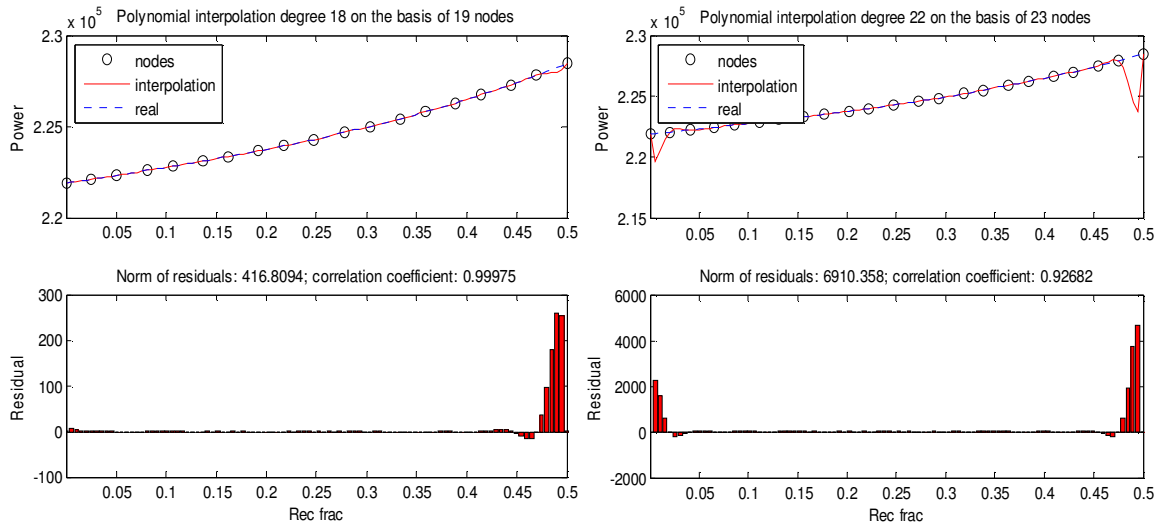 Polynomial interpolation degree 18 on the basis of 19 nodes
x 10^5
2.3
2.25
2.2
Power
nodes
interpolation
real
0.05 0.1 0.15 0.2 0.25 0.3 0.35 0.4 0.45 0.5
Polynomial interpolation degree 22 on the basis of 23 nodes
x 10^5
2.3
2.25
2.2
2.15
Power
nodes
interpolation
real
0.05 0.1 0.15 0.2 0.25 0.3 0.35 0.4 0.45 0.5
Norm of residuals: 416.8094; correlation coefficient: 0.99975
300
200
100
0
-100
Residual
0.05 0.1 0.15 0.2 0.25 0.3 0.35 0.4 0.45 0.5
Rec frac
Norm of residuals: 6910.358; correlation coefficient: 0.92682
6000
4000
2000
0
-2000
Residual
0.05 0.1 0.15 0.2 0.25 0.3 0.35 0.4 0.45 0.5
Rec frac